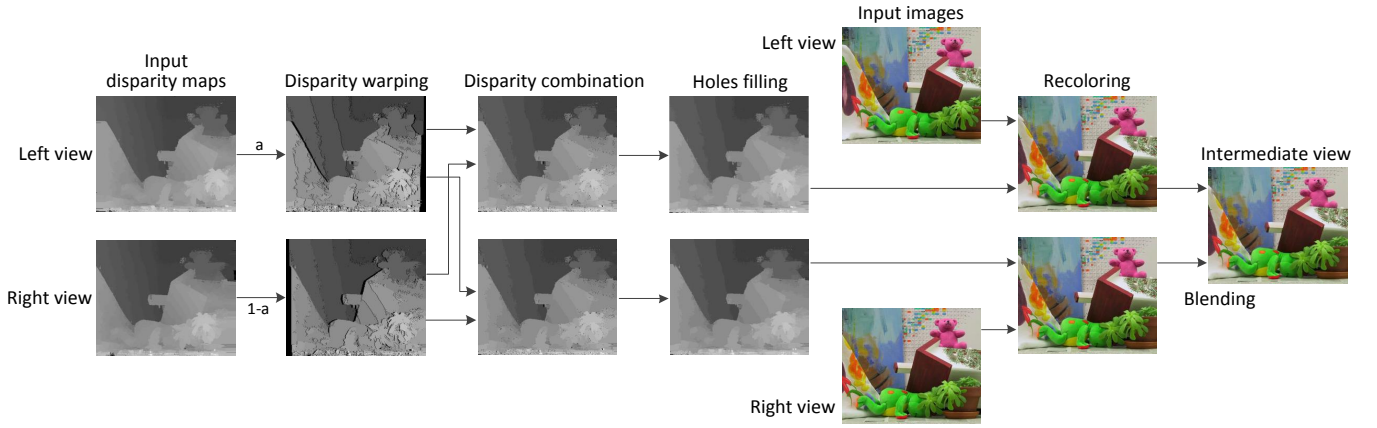 Input images
Left view
Input
disparity maps
Disparity warping
Disparity combination
Holes filling
Recoloring
Left view
a
Intermediate view
Right view
1-a
Blending
Right view